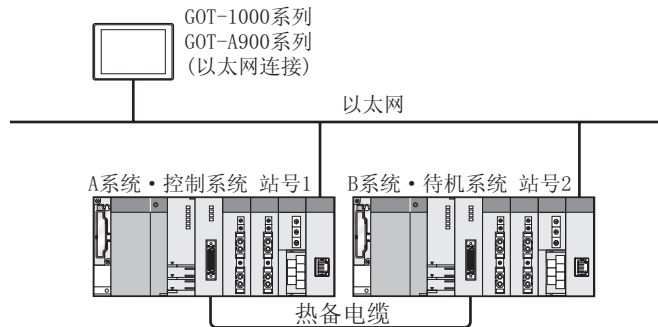 GOT-1000系列
GOT-A900系列
(以太网连接)
以太网
A系统・控制系统 站号1
B系统・待机系统 站号2
热备电缆